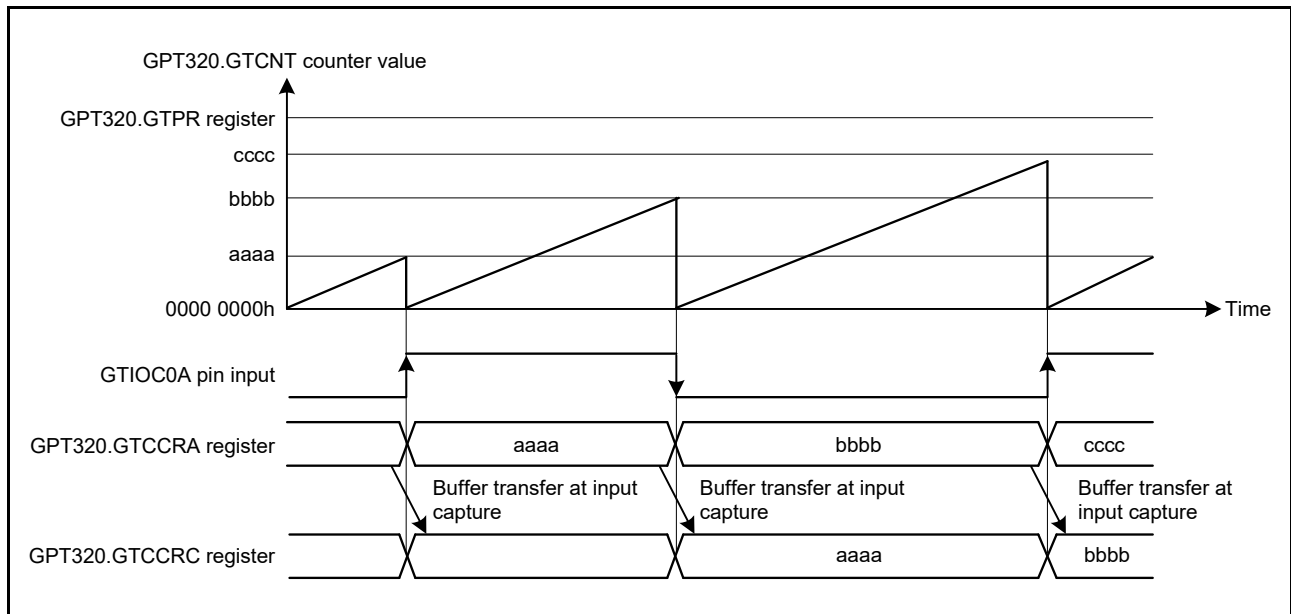 GPT320.GTCNT counter value
GPT320.GTPR register
cccc
bbbb
aaaa
0000 0000h
Time
GTIOC0A pin input
GPT320.GTCCRA register
aaaa
bbbb
cccc
Buffer transfer at input
capture
Buffer transfer at input
capture
Buffer transfer at
input capture
GPT320.GTCCRC register
aaaa
bbbb